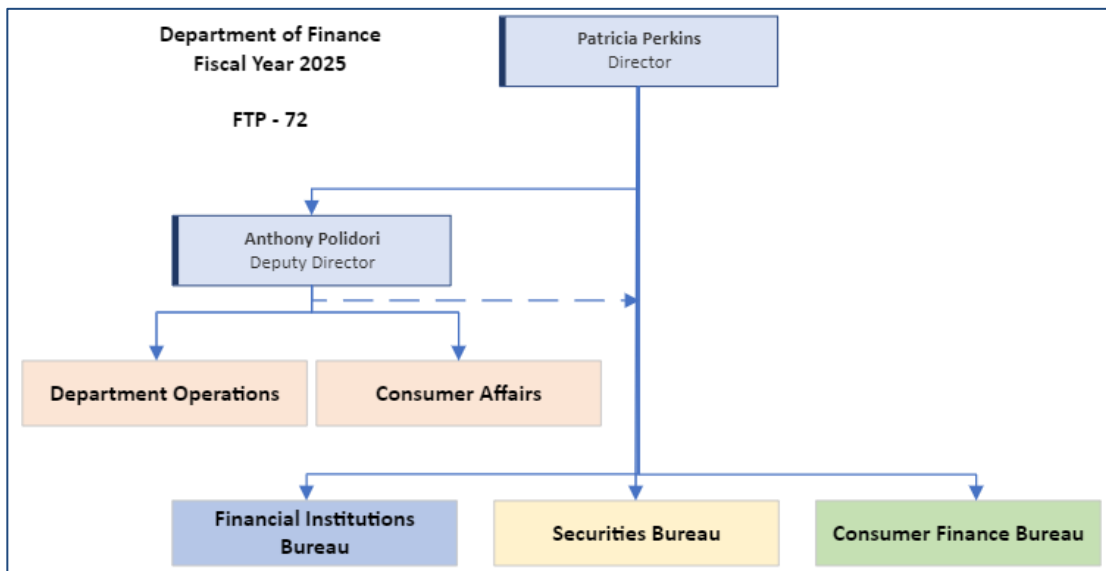 Department of Finance
Fiscal Year 2025
FTP - 72
Patricia Perkins
Director
Anthony Polidori
Deputy Director
Department Operations
Consumer Affairs
Financial Institutions
Bureau
Securities Bureau
Consumer Finance Bureau